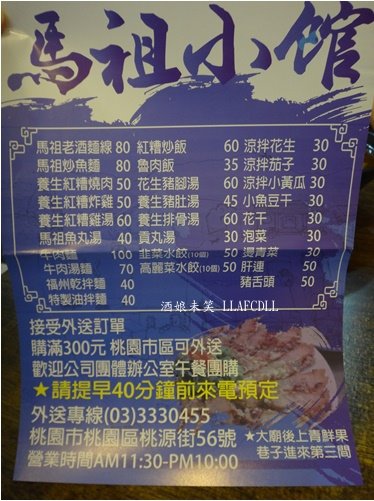 馬祖小馆
馬祖老酒麵線 80 紅糟炒飯 60 涼拌花生 30
馬祖炒魚麵 80 魯肉飯 35 涼拌茄子 30
養生紅糟燒肉 50 花生豬腳湯 60 涼拌小黃瓜 30
養生紅糟炸雞 50 養生豬肚湯 45 小魚豆干 30
養生紅糟雞湯 60 養生排骨湯 60 花干 30
馬祖魚丸湯 40 貢丸湯 30 泡菜 30
牛肉麵 100 韭菜水餃(10個) 50 燙青菜 30
牛肉湯麵 70 高麗菜水餃(10個) 50 肝連 50
福州乾拌麵 40 豬舌頭 50
特製油拌麵 40
酒娘未笑 LLAFCDLL
接受外送訂單
購滿300元 桃園市區可外送
歡迎公司團體辦公室午餐團購
★請提早40分鐘前來電預定
外送專線(03)3330455
桃園市桃園區桃源街56號
營業時間AM11:30-PM10:00
★大廟後上青鮮果
巷子進來第三間